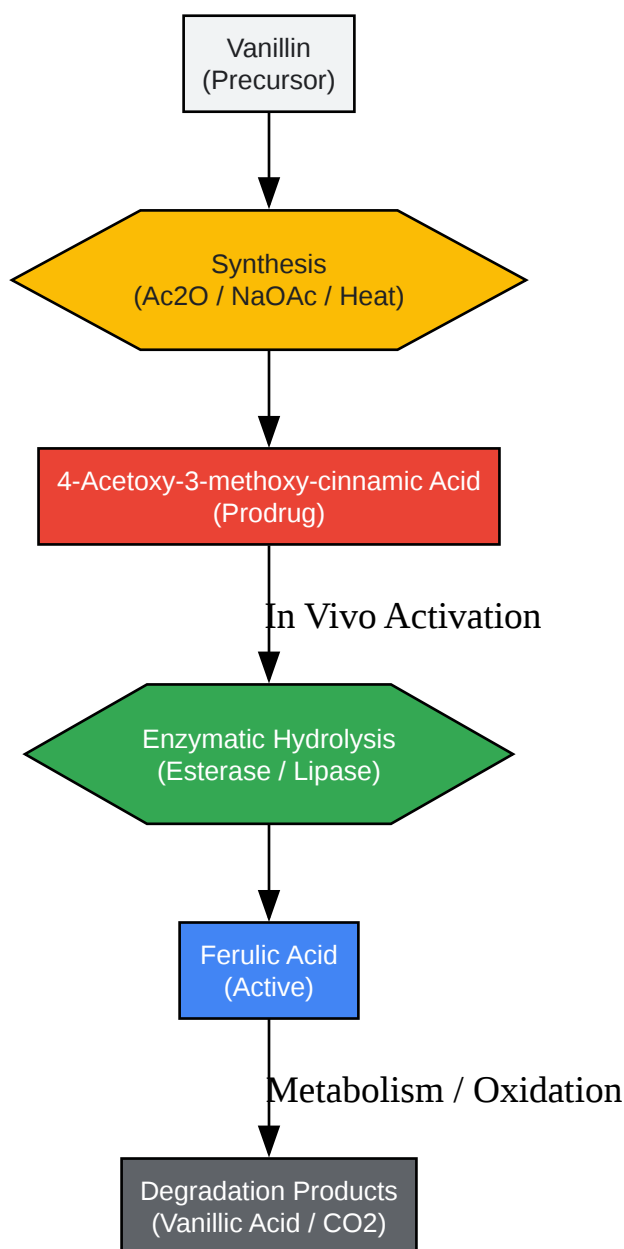 Vanillin
(Precursor)
Synthesis
(Ac2O / NaOAc / Heat)
4-Acetoxy-3-methoxy-cinnamic Acid
(Prodrug)
In Vivo Activation
Enzymatic Hydrolysis
(Esterase / Lipase)
Ferulic Acid
(Active)
Metabolism / Oxidation
Degradation Products
(Vanillic Acid / CO2)